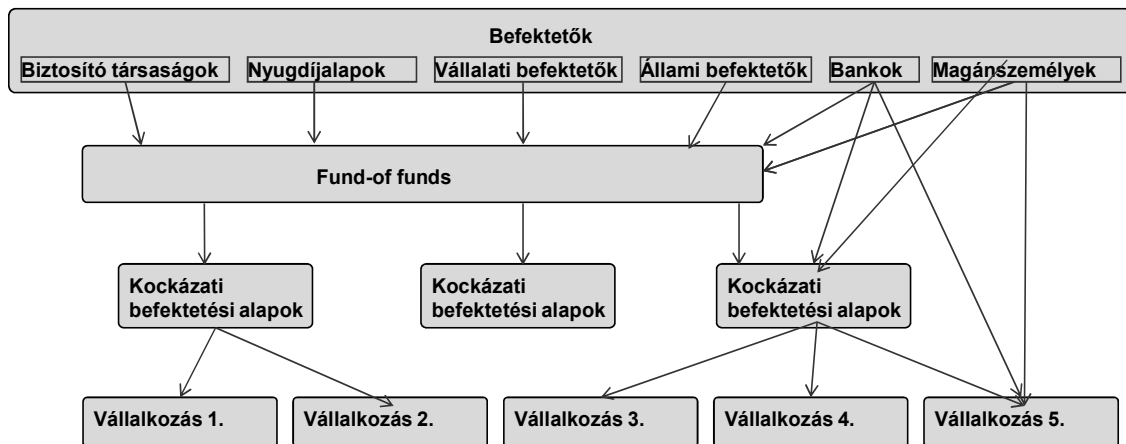 Befektetők
Biztosító társaságok Nyugdíjalapok Vállalati befektetők Állami befektetők Bankok Magánszemélyek
Fund-of funds
Kockázati befektetési alapok
Kockázati befektetési alapok
Kockázati befektetési alapok
Vállalkozás 1. Vállalkozás 2. Vállalkozás 3. Vállalkozás 4. Vállalkozás 5.